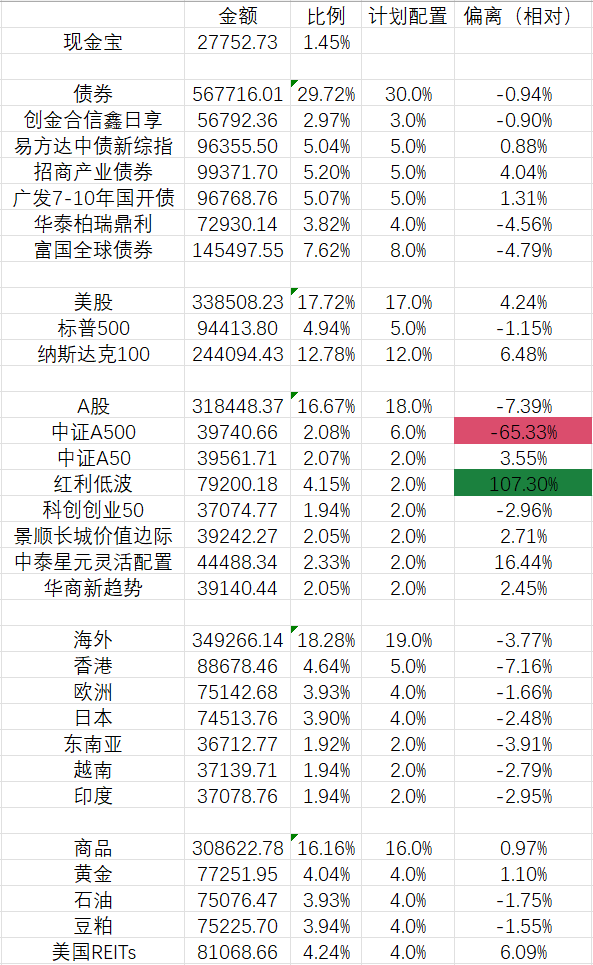 金额 比例 计划配置 偏离（相对）
现金宝 27752.73 1.45%
债券 567716.01 29.72% 30.0% -0.94%
创金合信鑫日享 56792.36 2.97% 3.0% -0.90%
易方达中债新综指 96355.50 5.04% 5.0% 0.88%
招商产业债券 99371.70 5.20% 5.0% 4.04%
广发7-10年国开债 96768.76 5.07% 5.0% 1.31%
华泰柏瑞鼎利 72930.14 3.82% 4.0% -4.56%
富国全球债券 145497.55 7.62% 8.0% -4.79%
美股 338508.23 17.72% 17.0% 4.24%
标普500 94413.80 4.94% 5.0% -1.15%
纳斯达克100 244094.43 12.78% 12.0% 6.48%
A股 318448.37 16.67% 18.0% -7.39%
中证A500 39740.66 2.08% 6.0% -65.33%
中证A50 39561.71 2.07% 2.0% 3.55%
红利低波 79200.18 4.15% 2.0% 107.30%
科创创业50 37074.77 1.94% 2.0% -2.96%
景顺长城价值边际 39242.27 2.05% 2.0% 2.71%
中泰星元灵活配置 44488.34 2.33% 2.0% 16.44%
华商新趋势 39140.44 2.05% 2.0% 2.45%
海外 349266.14 18.28% 19.0% -3.77%
香港 88678.46 4.64% 5.0% -7.16%
欧洲 75142.68 3.93% 4.0% -1.66%
日本 74513.76 3.90% 4.0% -2.48%
东南亚 36712.77 1.92% 2.0% -3.91%
越南 37139.71 1.94% 2.0% -2.79%
印度 37078.76 1.94% 2.0% -2.95%
商品 308622.78 16.16% 16.0% 0.97%
黄金 77251.95 4.04% 4.0% 1.10%
石油 75076.47 3.93% 4.0% -1.75%
豆粕 75225.70 3.94% 4.0% -1.55%
美国REITs 81068.66 4.24% 4.0% 6.09%